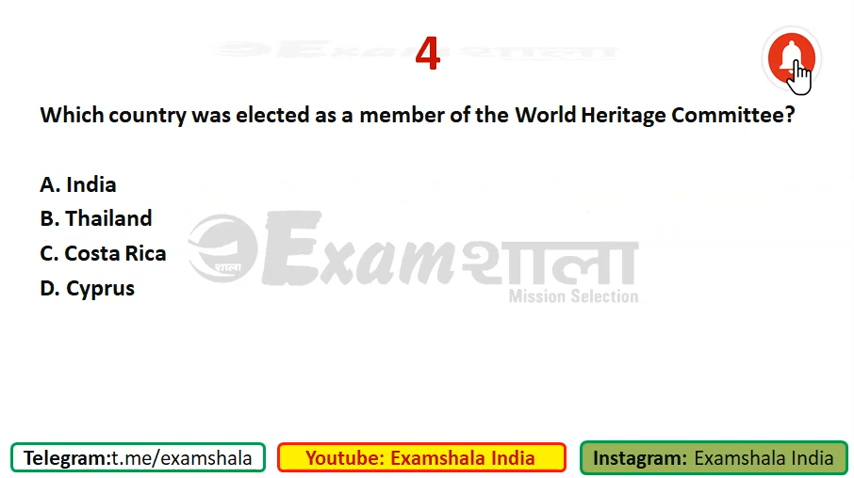 Examशाला
4
Which country was elected as a member of the World Heritage Committee?
A. India
B. Thailand
C. Costa Rica
D. Cyprus
शाला Examशाला
Mission Selection
Telegram:t.me/examshala
Youtube: Examshala India
Instagram: Examshala India